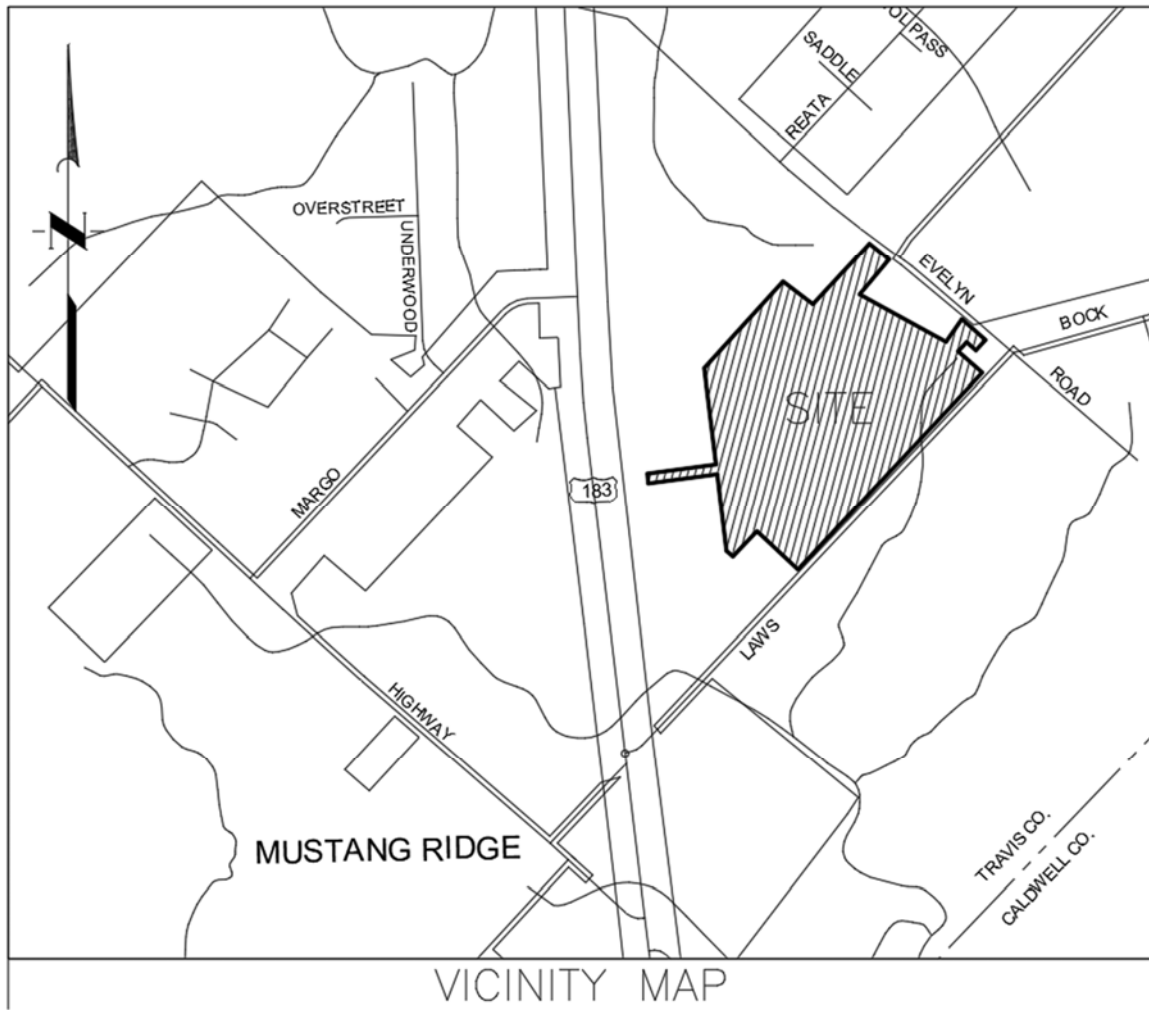 SADDLE
REATA
OVERSTREET
UNDERWOOD
N
EVELYN
ROAD
BOCK
SITE
MARGO
183
LAWS
HIGHWAY
MUSTANG RIDGE
TRAVIS CO.
CALDWELL CO.
VICINITY MAP